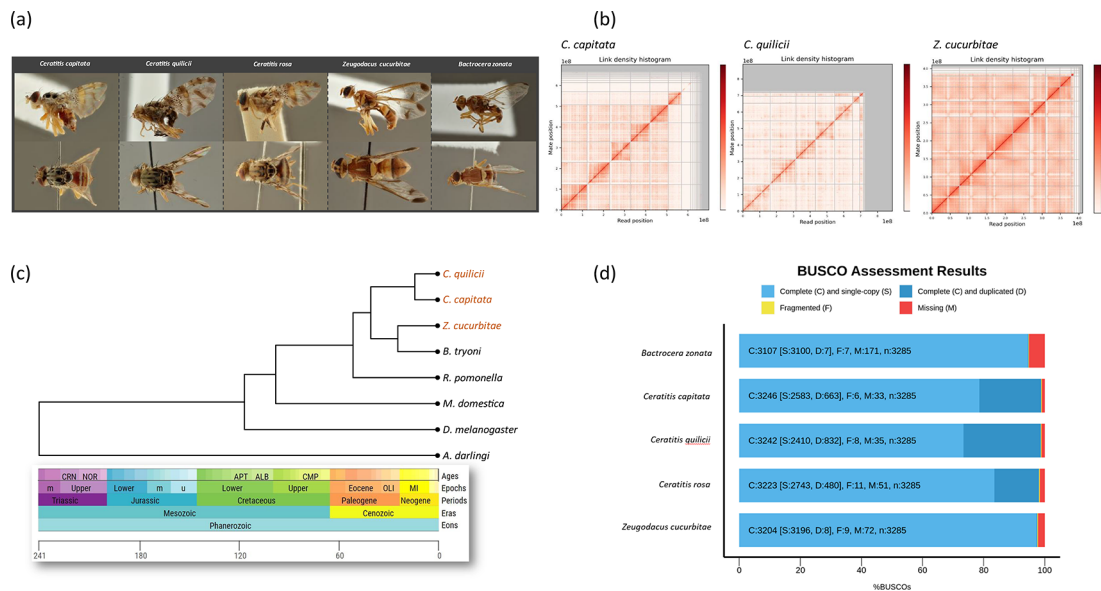 (a)
Ceratitis capitata
Ceratitis quilicii
Ceratitis rosa
Zeugodacus cucurbitae
Bactrocera zonata
(b)
C. capitata
C. quilicii
Z. cucurbitae
Link density histogram
Link density histogram
Link density histogram
Mate position
Read position
1e8
Mate position
Read position
1e8
Mate position
Read position
1e8
(c)
C. quilicii
C. capitata
Z. cucurbitae
B. tryoni
R. pomonella
M. domestica
D. melanogaster
A. darlingi
CRN NOR APT ALB CMP Ages
m Upper Lower m u Lower Upper Eocene OLI MI Epochs
Triassic Jurassic Cretaceous Paleogene Neogene Periods
Mesozoic Cenozoic Eras
Phanerozoic Eons
241 180 120 60 0
(d)
BUSCO Assessment Results
Complete (C) and single-copy (S)
Complete (C) and duplicated (D)
Fragmented (F)
Missing (M)
Bactrocera zonata
C:3107 [S:3100, D:7], F:7, M:171, n:3285
Ceratitis capitata
C:3246 [S:2583, D:663], F:6, M:33, n:3285
Ceratitis quilicii
C:3242 [S:2410, D:832], F:8, M:35, n:3285
Ceratitis rosa
C:3223 [S:2743, D:480], F:11, M:51, n:3285
Zeugodacus cucurbitae
C:3204 [S:3196, D:8], F:9, M:72, n:3285
0 20 40 60 80 100
%BUSCOs